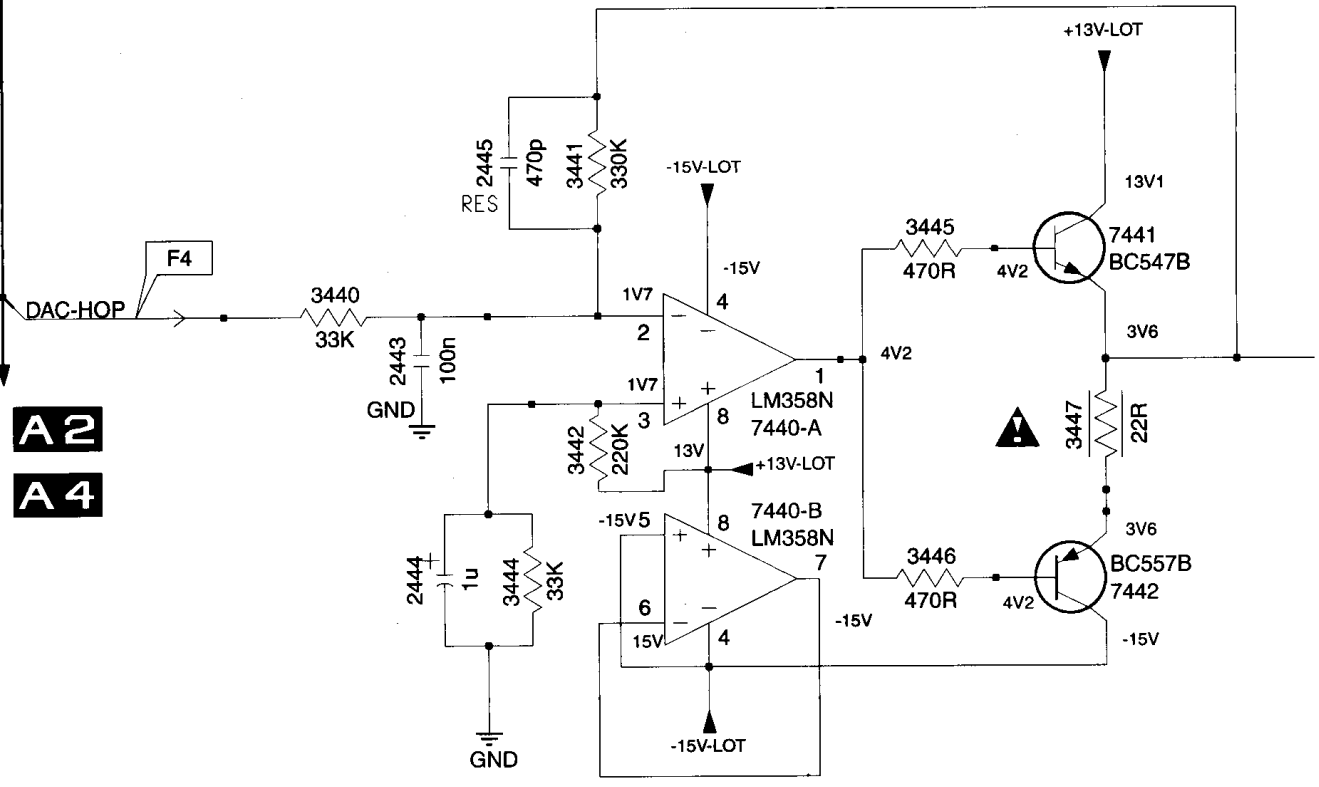 +13V-LOT
2445
470p
RES
3441
330K
-15V-LOT
13V1
3445
470R
7441
BC547B
4V2
F4
DAC-HOP
3440
33K
2443
100n
GND
-15V
1V7
2
4
−
−
1V7
3
+
+
8
1
4V2
LM358N
7440-A
3V6
3447
22R
!
A2
A4
3442
220K
13V
+13V-LOT
7440-B
LM358N
-15V
5
8
+
+
7
6
−
−
15V
4
-15V
2444
+
1u
3444
33K
GND
3446
470R
4V2
3V6
BC557B
7442
-15V
-15V-LOT